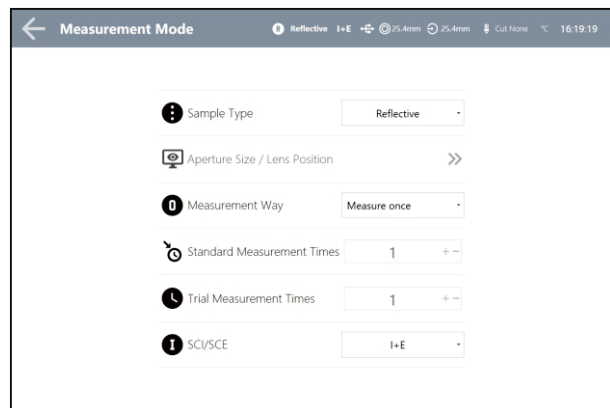 Measurement Mode R Reflective I+E 25.4mm 25.4mm Cut None °C 16:19:19
Sample Type Reflective
Aperture Size / Lens Position
Measurement Way Measure once
Standard Measurement Times 1 + −
Trial Measurement Times 1 + −
I SCI/SCE I+E